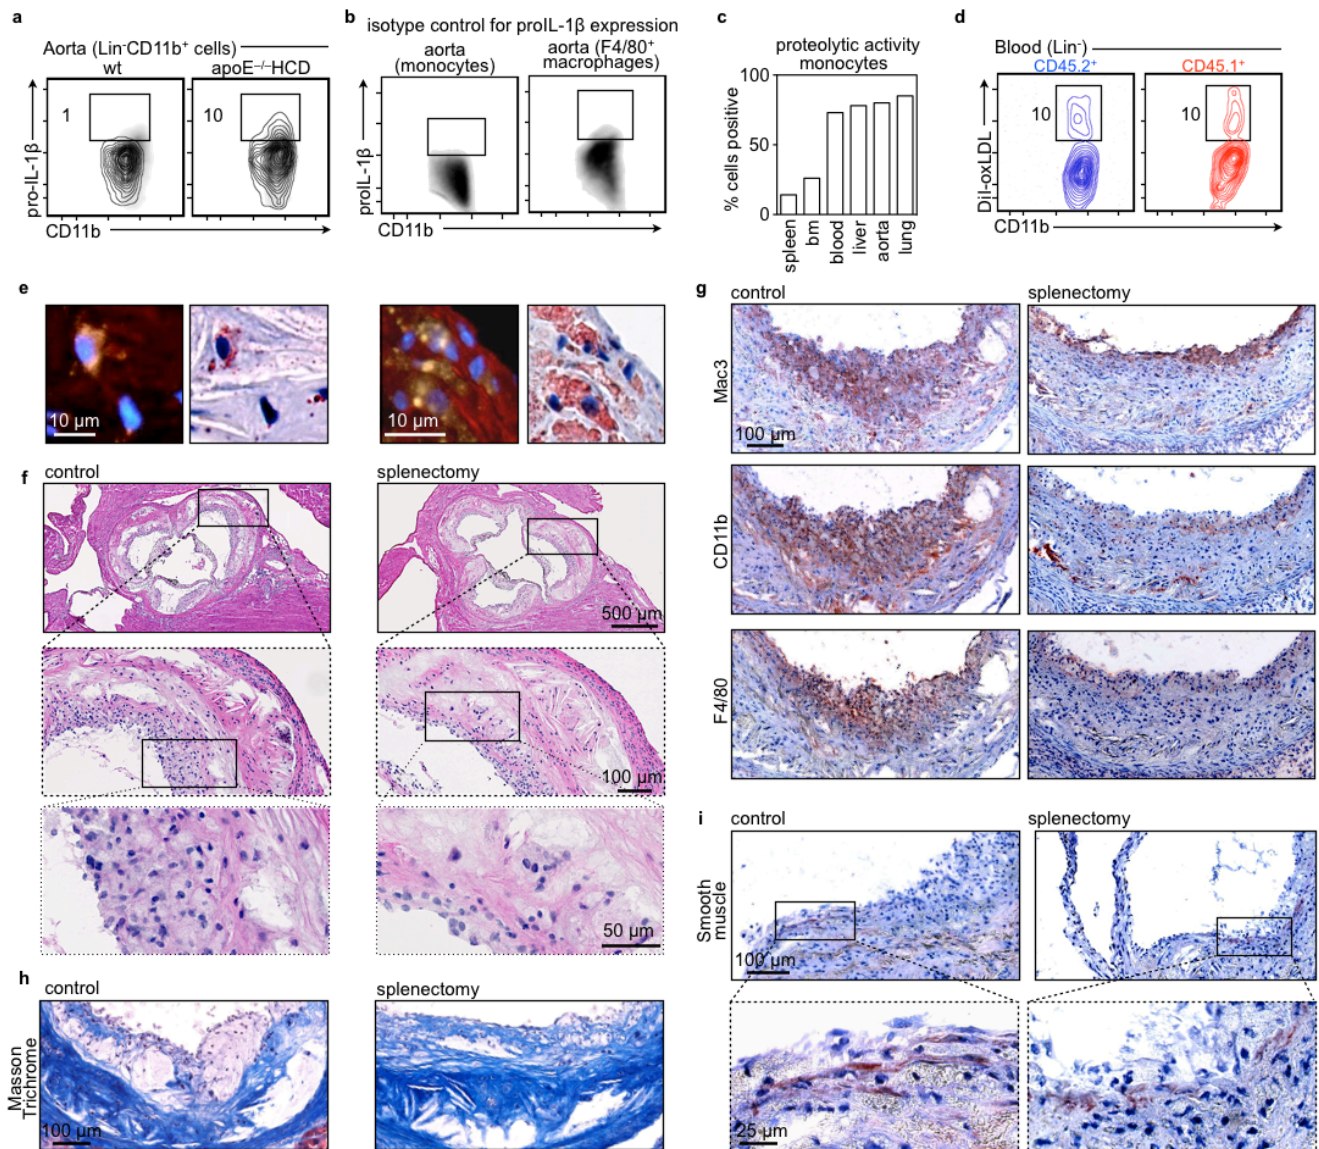 a
Aorta (Lin-CD11b+ cells)
wt
apoE–/–HCD
1
10
pro-IL-1β
CD11b
b
isotype control for proIL-1β expression
aorta
(monocytes)
aorta (F4/80+
macrophages)
proIL-1β
CD11b
c
proteolytic activity
monocytes
% cells positive
100
50
0
spleen
bm
blood
liver
aorta
lung
d
Blood (Lin-)
CD45.2+
CD45.1+
10
10
DiI-oxLDL
CD11b
e
10 µm
10 µm
f
control
splenectomy
500 µm
100 µm
50 µm
g
control
splenectomy
Mac3
100 µm
CD11b
F4/80
h
control
splenectomy
Masson
Trichrome
100 µm
i
control
splenectomy
Smooth
muscle
100 µm
25 µm